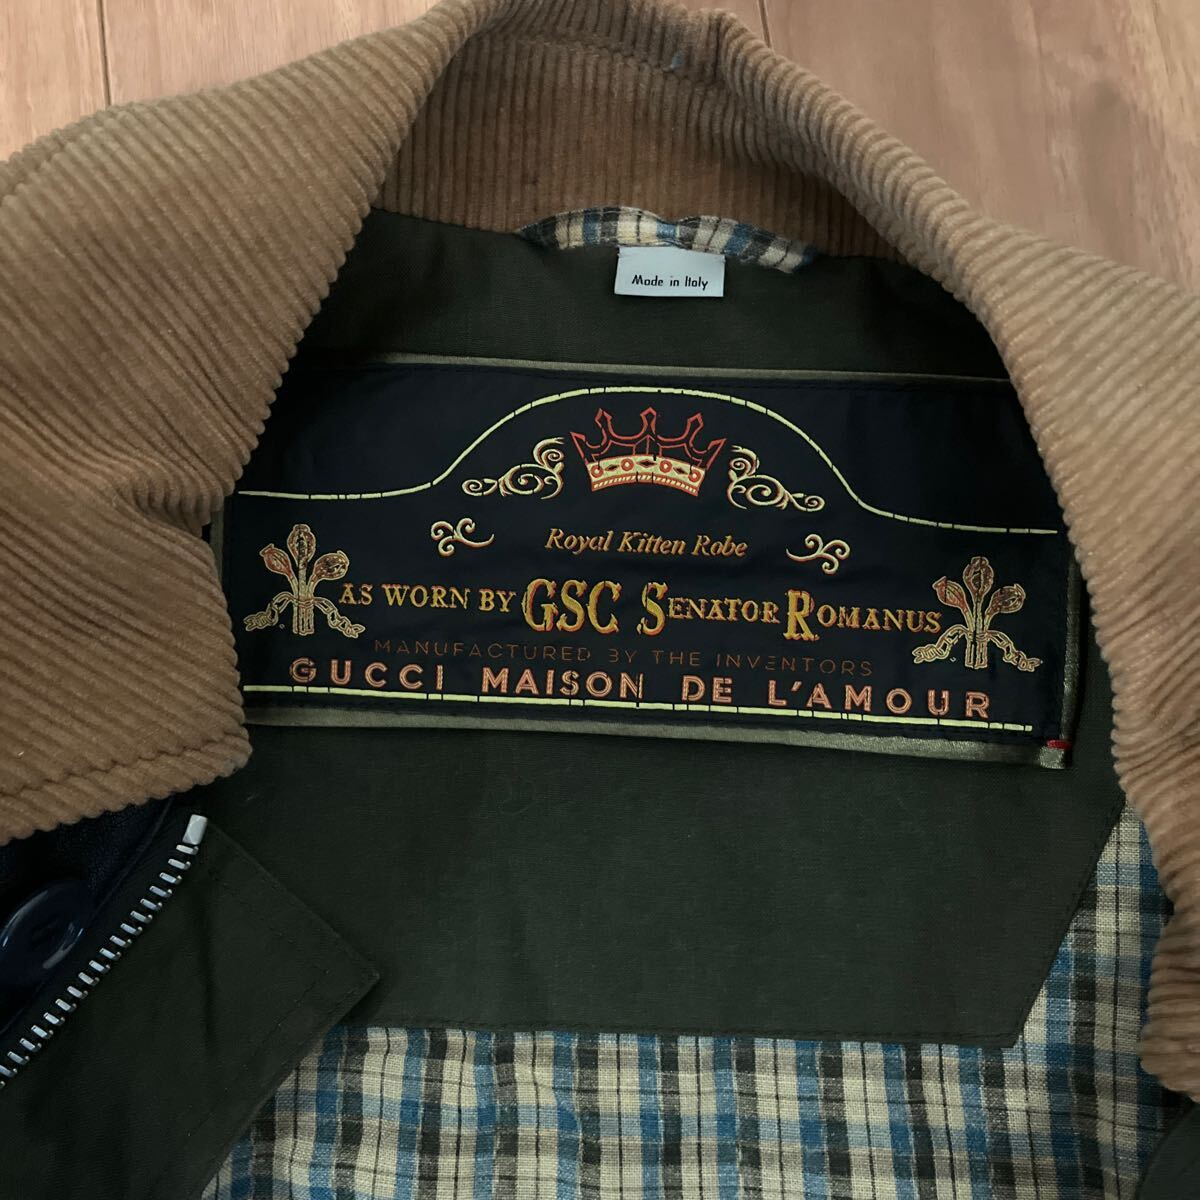 Made in Italy
Royal Kitten Robe
AS WORN BY GSC SENATOR ROMANUS
MANUFACTURED BY THE INVENTORS
GUCCI MAISON DE L'AMOUR